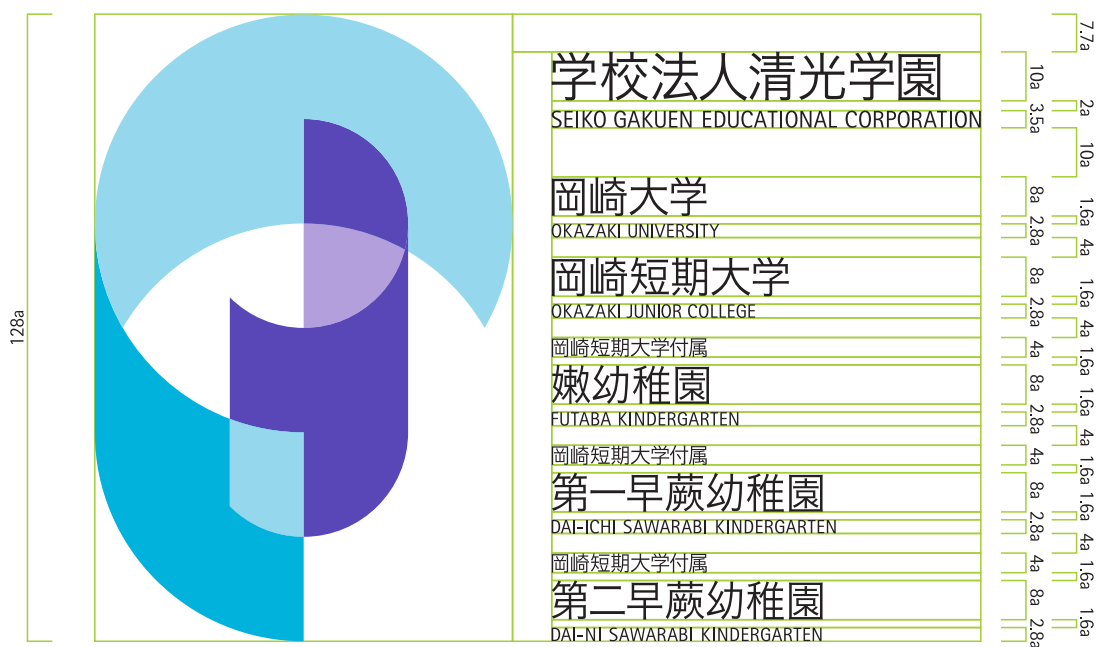 128a
学校法人清光学園
SEIKO GAKUEN EDUCATIONAL CORPORATION
岡崎大学
OKAZAKI UNIVERSITY
岡崎短期大学
OKAZAKI JUNIOR COLLEGE
岡崎短期大学付属
嫩幼稚園
FUTABA KINDERGARTEN
岡崎短期大学付属
第一早蕨幼稚園
DAI-ICHI SAWARABI KINDERGARTEN
岡崎短期大学付属
第二早蕨幼稚園
DAI-NI SAWARABI KINDERGARTEN
10a
3.5a
8a
2.8a
8a
2.8a
4a
8a
2.8a
4a
8a
2.8a
4a
8a
2.8a
7.7a
2a
10a
1.6a
4a
1.6a
4a
1.6a
1.6a
4a
1.6a
1.6a
4a
1.6a
1.6a